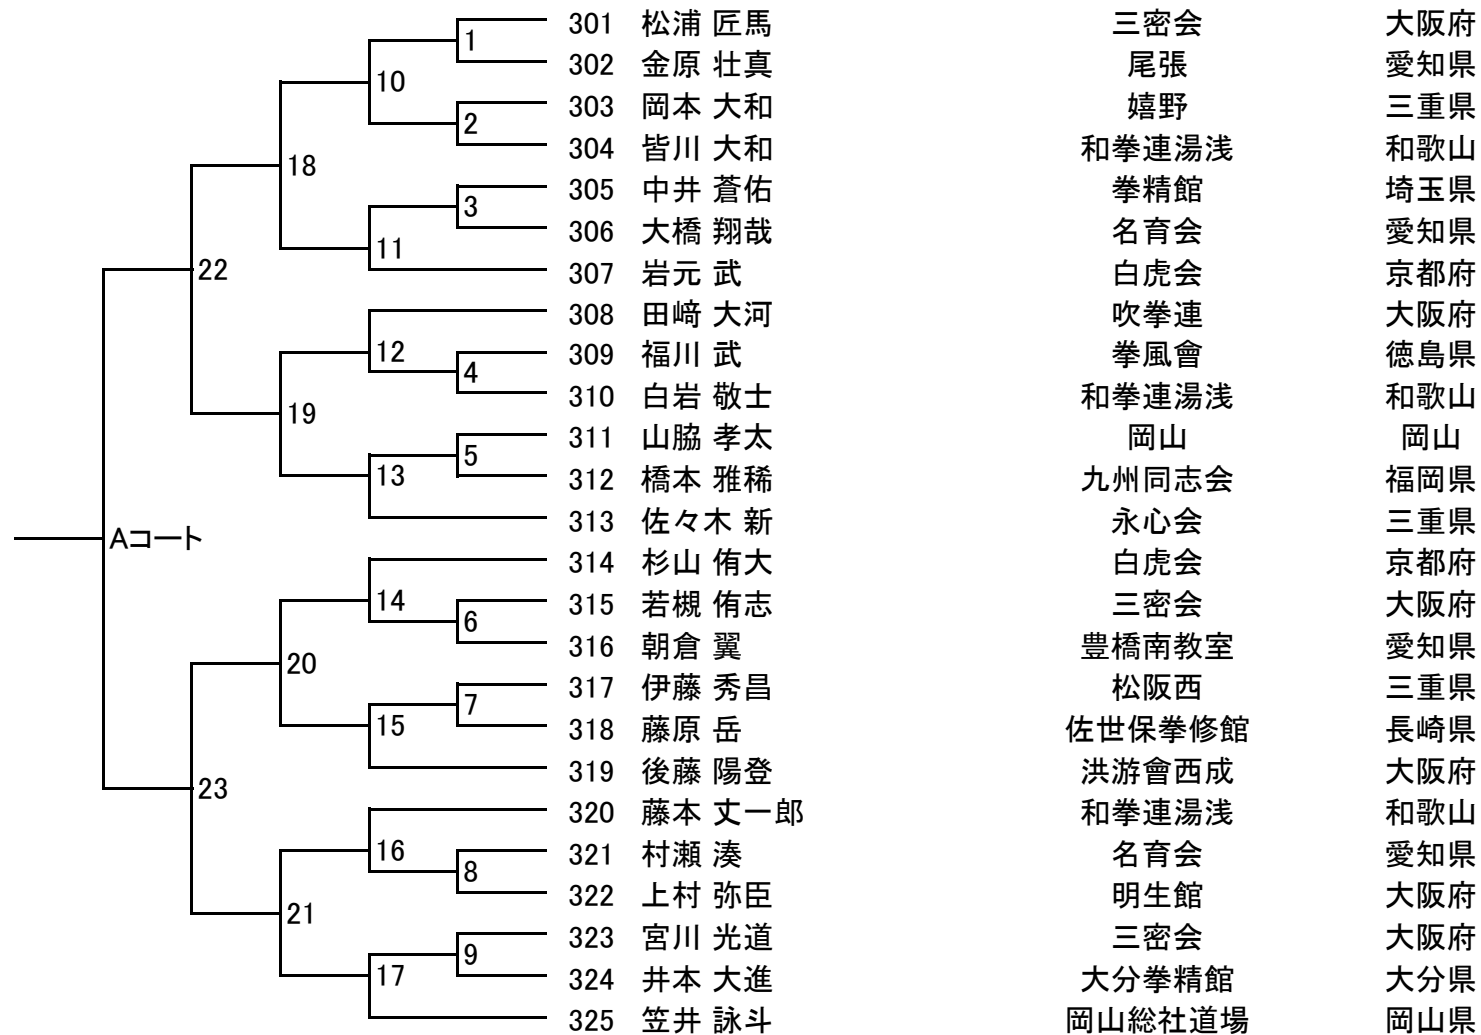 301 松浦 匠馬 三密会 大阪府
1
302 金原 壮真 尾張 愛知県
10
303 岡本 大和 嬉野 三重県
2
304 皆川 大和 和拳連湯浅 和歌山
18
305 中井 蒼佑 拳精館 埼玉県
3
306 大橋 翔哉 名育会 愛知県
11
307 岩元 武 白虎会 京都府
22
308 田﨑 大河 吹拳連 大阪府
12
309 福川 武 拳風會 徳島県
4
310 白岩 敬士 和拳連湯浅 和歌山
19
311 山脇 孝太 岡山 岡山
5
312 橋本 雅稀 九州同志会 福岡県
13
313 佐々木 新 永心会 三重県
Aコート
314 杉山 侑大 白虎会 京都府
14
315 若槻 侑志 三密会 大阪府
6
316 朝倉 翼 豊橋南教室 愛知県
20
317 伊藤 秀昌 松阪西 三重県
7
318 藤原 岳 佐世保拳修館 長崎県
15
319 後藤 陽登 洪游會西成 大阪府
23
320 藤本 丈一郎 和拳連湯浅 和歌山
16
321 村瀬 湊 名育会 愛知県
8
322 上村 弥臣 明生館 大阪府
21
323 宮川 光道 三密会 大阪府
9
324 井本 大進 大分拳精館 大分県
17
325 笠井 詠斗 岡山総社道場 岡山県